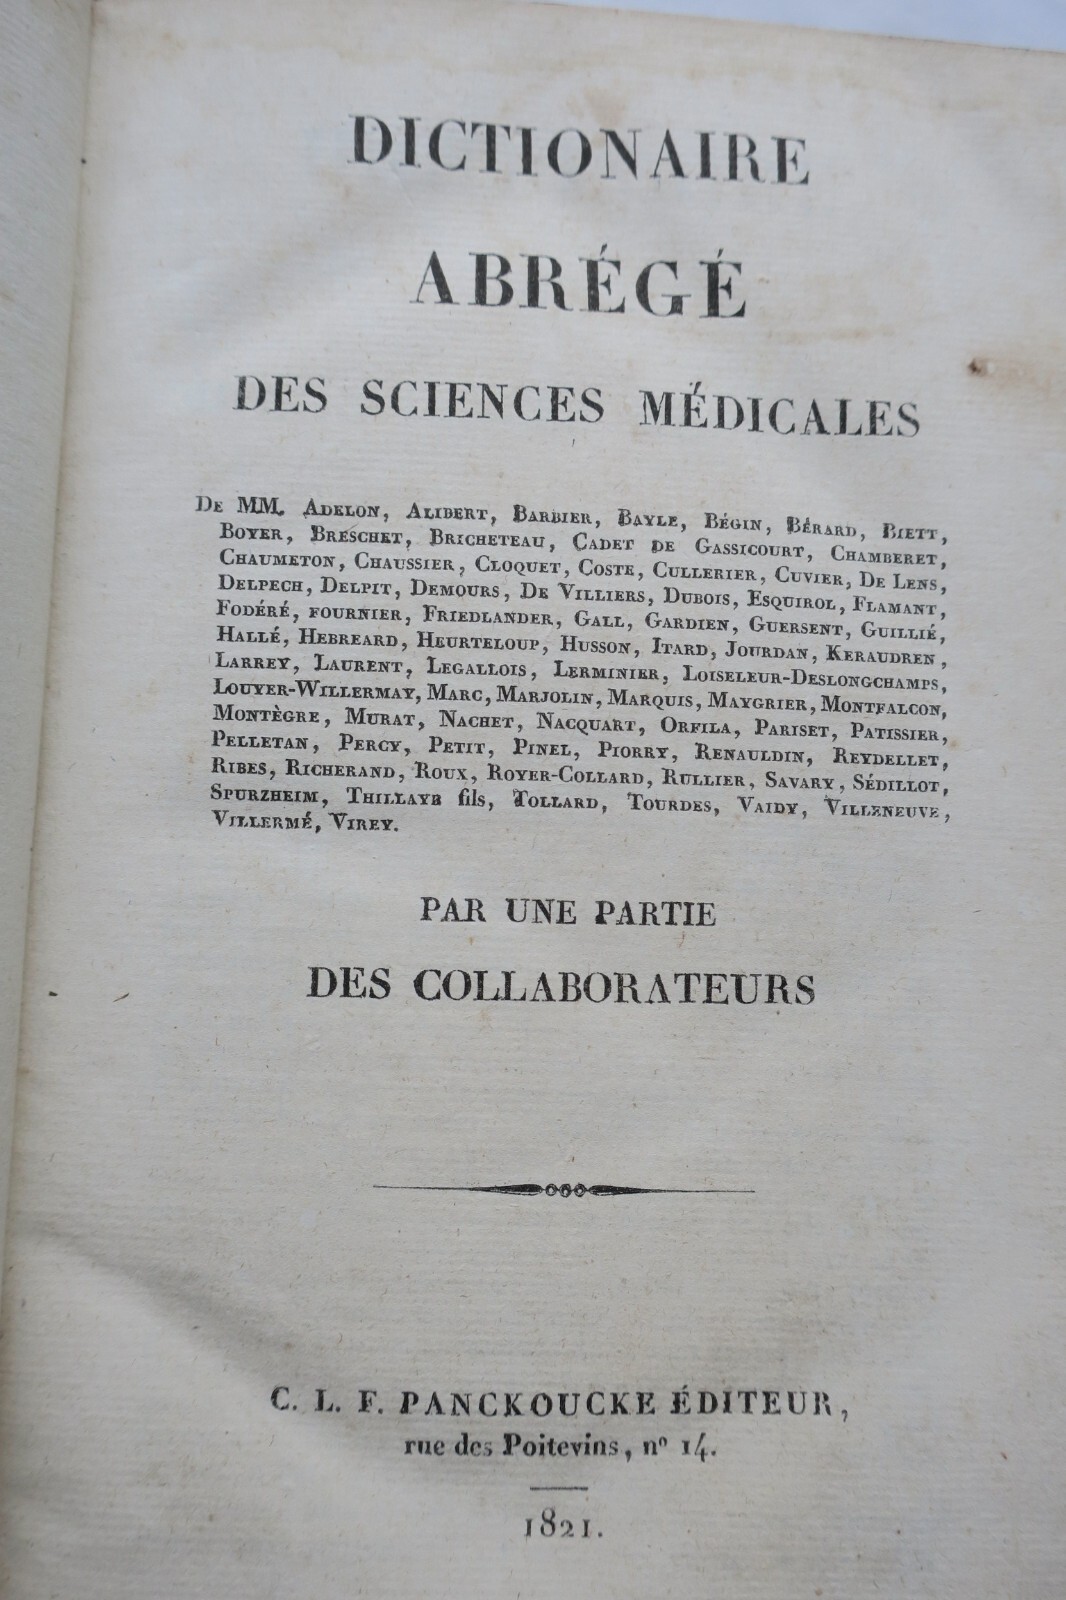 DICTIONAIRE
ABRÉGÉ
DES SCIENCES MÉDICALES
DE MM. ADELON, ALIBERT, BARBIER, BAYLE, BÉGIN, BÉRARD, BIETT,
BOYER, BRESCHET, BRICHETEAU, CADET DE GASSICOURT, CHAMBERET,
CHAUMETON, CHAUSSIER, CLOQUET, COSTE, CULLERIER, CUVIER, DE LENS,
DELPECH, DELPIT, DEMOURS, DE VILLIERS, DUBOIS, ESQUIROL, FLAMANT,
FODÉRÉ, FOURNIER, FRIEDLANDER, GALL, GARDIEN, GUERSENT, GUILLIÉ,
HALLÉ, HEBREARD, HEURTELOUP, HUSSON, ITARD, JOURDAN, KERAUDREN,
LARREY, LAURENT, LEGALLOIS, LERMINIER, LOISELEUR-DESLONGCHAMPS,
LOUYER-WILLERMAY, MARC, MARJOLIN, MARQUIS, MAYGRIER, MONTFALCON,
MONTÈGRE, MURAT, NACHET, NACQUART, ORFILA, PARISET, PATISSIER,
PELLETAN, PERCY, PETIT, PINEL, PIORRY, RENAULDIN, REYDELLET,
RIBES, RICHERAND, ROUX, ROYER-COLLARD, RULLIER, SAVARY, SÉDILLOT,
SPURZHEIM, THILLAYE fils, TOLLARD, TOURDES, VAIDY, VILLENEUVE,
VILLERMÉ, VIREY.
PAR UNE PARTIE
DES COLLABORATEURS
C. L. F. PANCKOUCKE ÉDITEUR,
rue des Poitevins, nº 14.
1821.